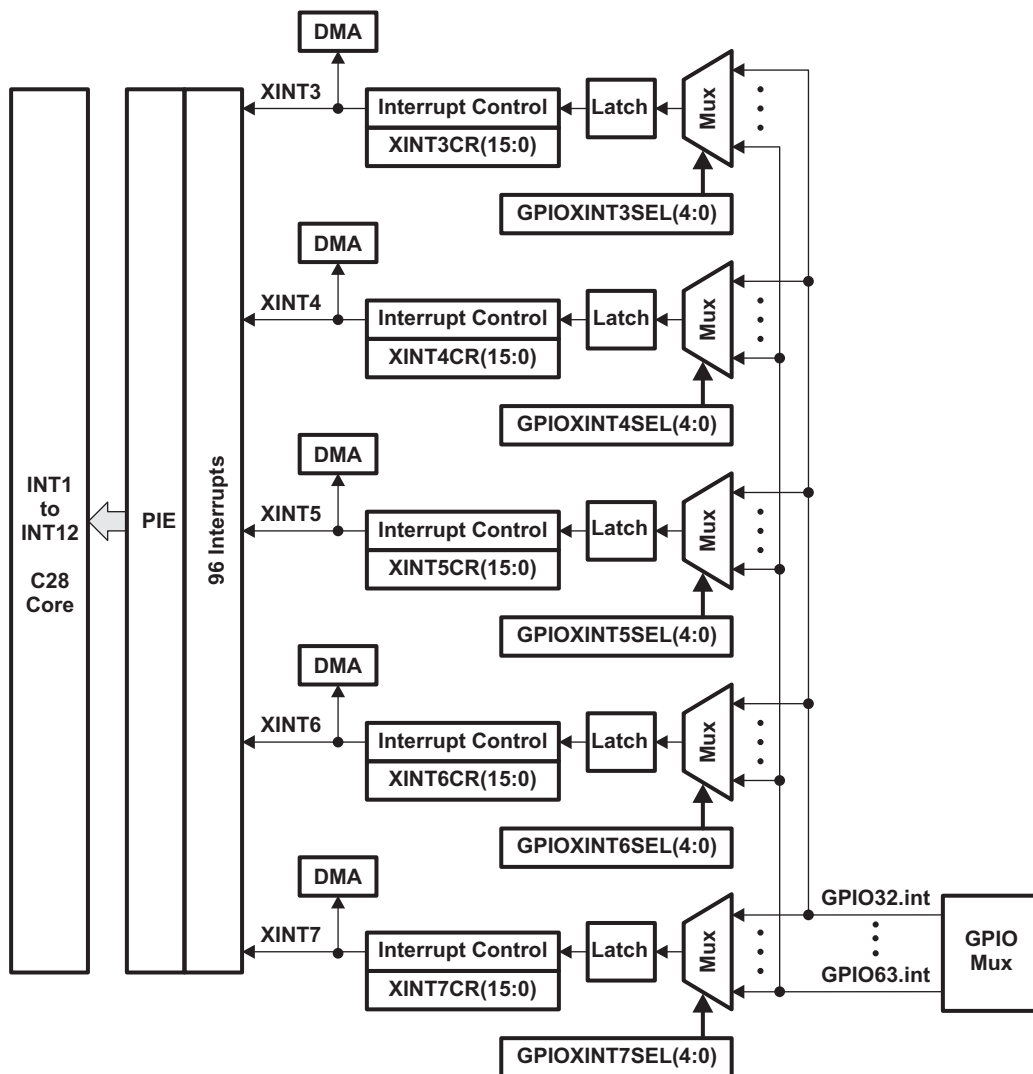 DMA
XINT3
Interrupt Control
XINT3CR(15:0)
Latch
Mux
GPIOXINT3SEL(4:0)
DMA
XINT4
Interrupt Control
XINT4CR(15:0)
Latch
Mux
GPIOXINT4SEL(4:0)
INT1
to
INT12
C28
Core
PIE
96 Interrupts
DMA
XINT5
Interrupt Control
XINT5CR(15:0)
Latch
Mux
GPIOXINT5SEL(4:0)
DMA
XINT6
Interrupt Control
XINT6CR(15:0)
Latch
Mux
GPIOXINT6SEL(4:0)
DMA
XINT7
Interrupt Control
XINT7CR(15:0)
Latch
Mux
GPIOXINT7SEL(4:0)
GPIO32.int
GPIO63.int
GPIO
Mux